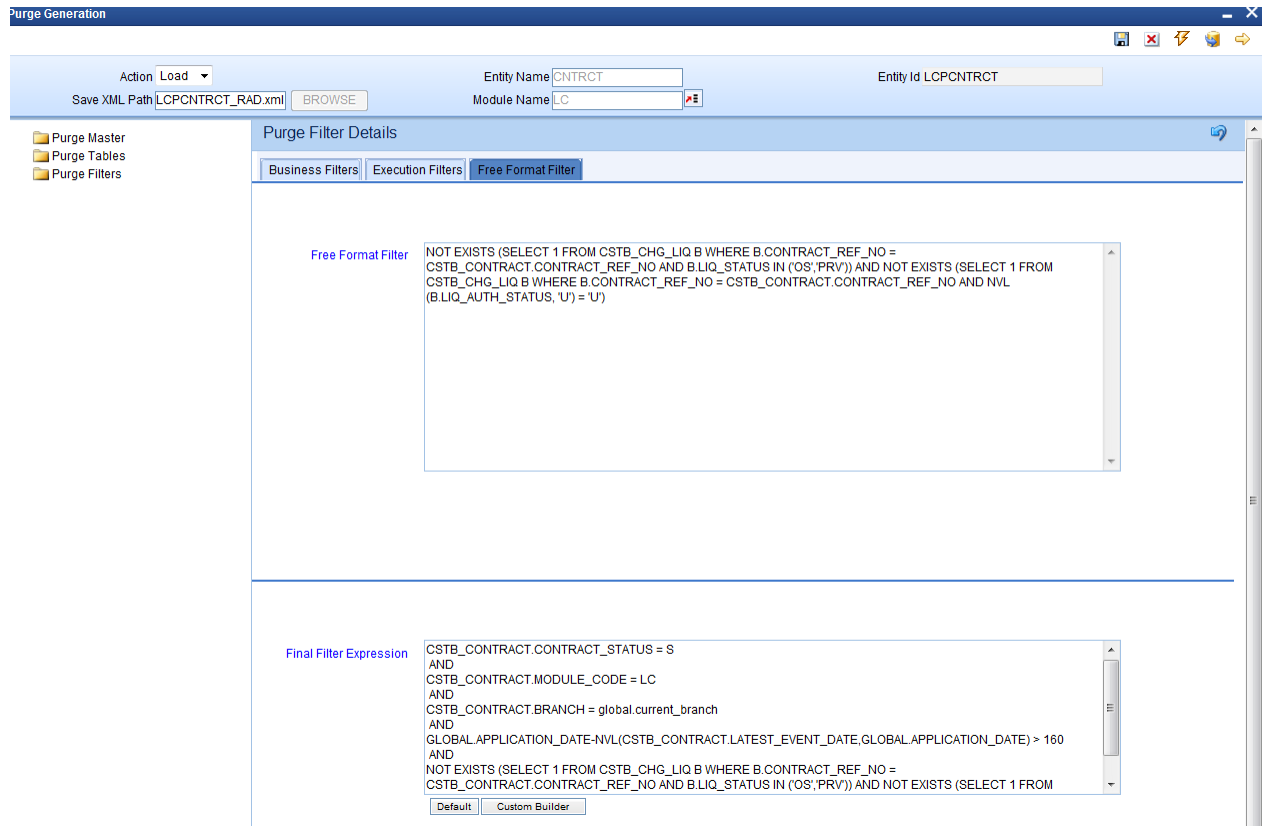 Purge Generation
Action Load
Entity Name CNTRCT
Entity Id LCPCNTRCT
Save XML Path LCPCNTRCT_RAD.xml BROWSE
Module Name LC
Purge Master
Purge Tables
Purge Filters
Purge Filter Details
Business Filters Execution Filters Free Format Filter
Free Format Filter
NOT EXISTS (SELECT 1 FROM CSTB_CHG_LIQ B WHERE B.CONTRACT_REF_NO =
CSTB_CONTRACT.CONTRACT_REF_NO AND B.LIQ_STATUS IN ('OS','PRV')) AND NOT EXISTS (SELECT 1 FROM
CSTB_CHG_LIQ B WHERE B.CONTRACT_REF_NO = CSTB_CONTRACT.CONTRACT_REF_NO AND NVL
(B.LIQ_AUTH_STATUS, 'U') = 'U')
Final Filter Expression
CSTB_CONTRACT.CONTRACT_STATUS = S
AND
CSTB_CONTRACT.MODULE_CODE = LC
AND
CSTB_CONTRACT.BRANCH = global.current_branch
AND
GLOBAL.APPLICATION_DATE-NVL(CSTB_CONTRACT.LATEST_EVENT_DATE,GLOBAL.APPLICATION_DATE) > 160
AND
NOT EXISTS (SELECT 1 FROM CSTB_CHG_LIQ B WHERE B.CONTRACT_REF_NO =
CSTB_CONTRACT.CONTRACT_REF_NO AND B.LIQ_STATUS IN ('OS','PRV')) AND NOT EXISTS (SELECT 1 FROM
Default Custom Builder